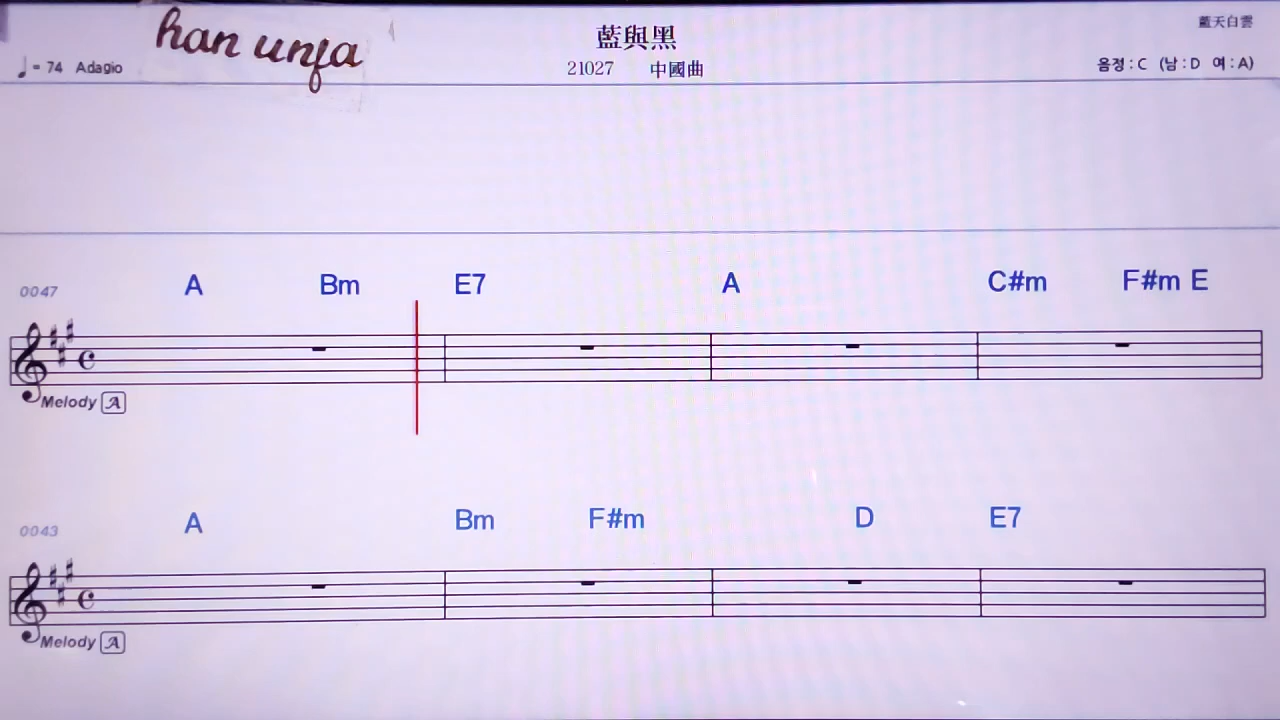 han unfa
藍與黑
藍天白雲
♩= 74 Adagio
21027 中國曲
음정 : C (남 : D 여 : A)
0047 A Bm E7 A C#m F#m E
Melody A
0043 A Bm F#m D E7
Melody A